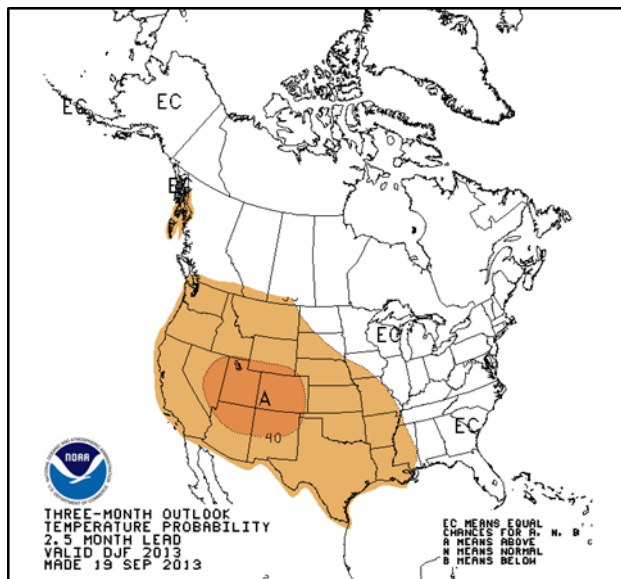 EC
EC
EC
EC
A
40
EC
NOAA
THREE-MONTH OUTLOOK
TEMPERATURE PROBABILITY
2.5 MONTH LEAD
VALID DJF 2013
MADE 19 SEP 2013
EC MEANS EQUAL
CHANCES FOR A, N, B
A MEANS ABOVE
N MEANS NORMAL
B MEANS BELOW